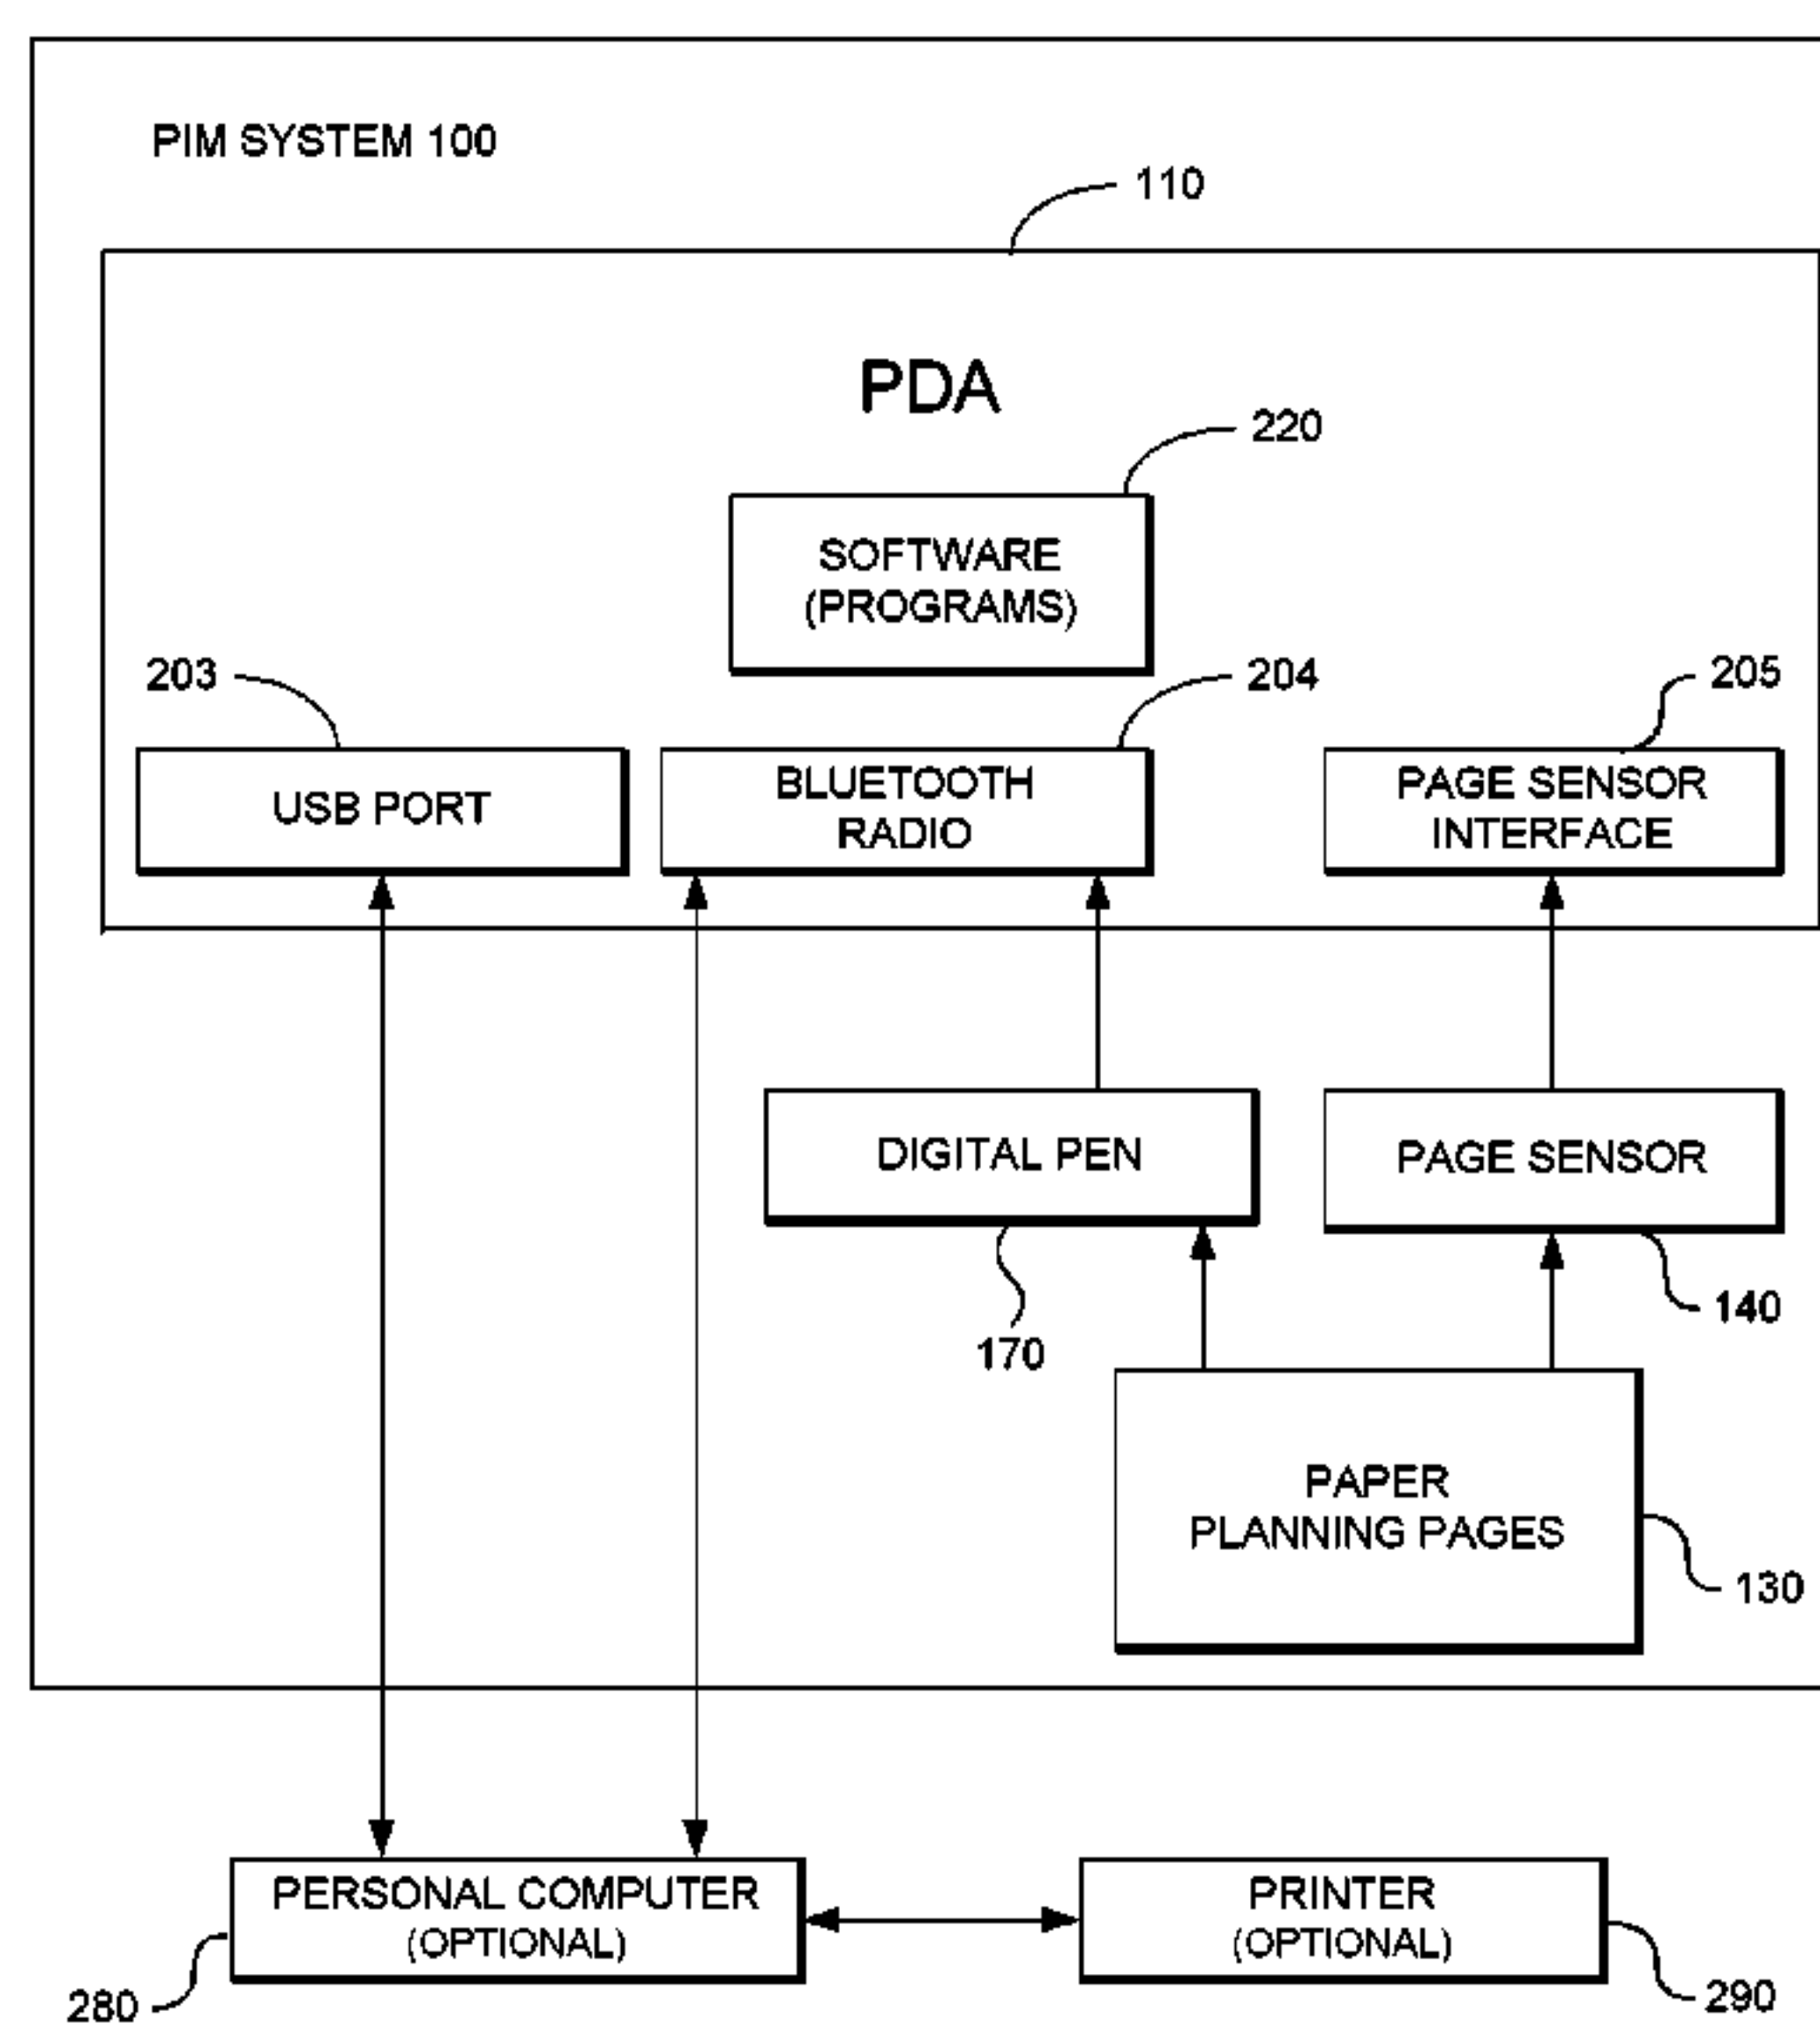 PIM SYSTEM 100
110
PDA
220
SOFTWARE
(PROGRAMS)
203
204
205
USB PORT
BLUETOOTH
RADIO
PAGE SENSOR
INTERFACE
DIGITAL PEN
PAGE SENSOR
170
140
PAPER
PLANNING PAGES
130
PERSONAL COMPUTER
(OPTIONAL)
PRINTER
(OPTIONAL)
280
290